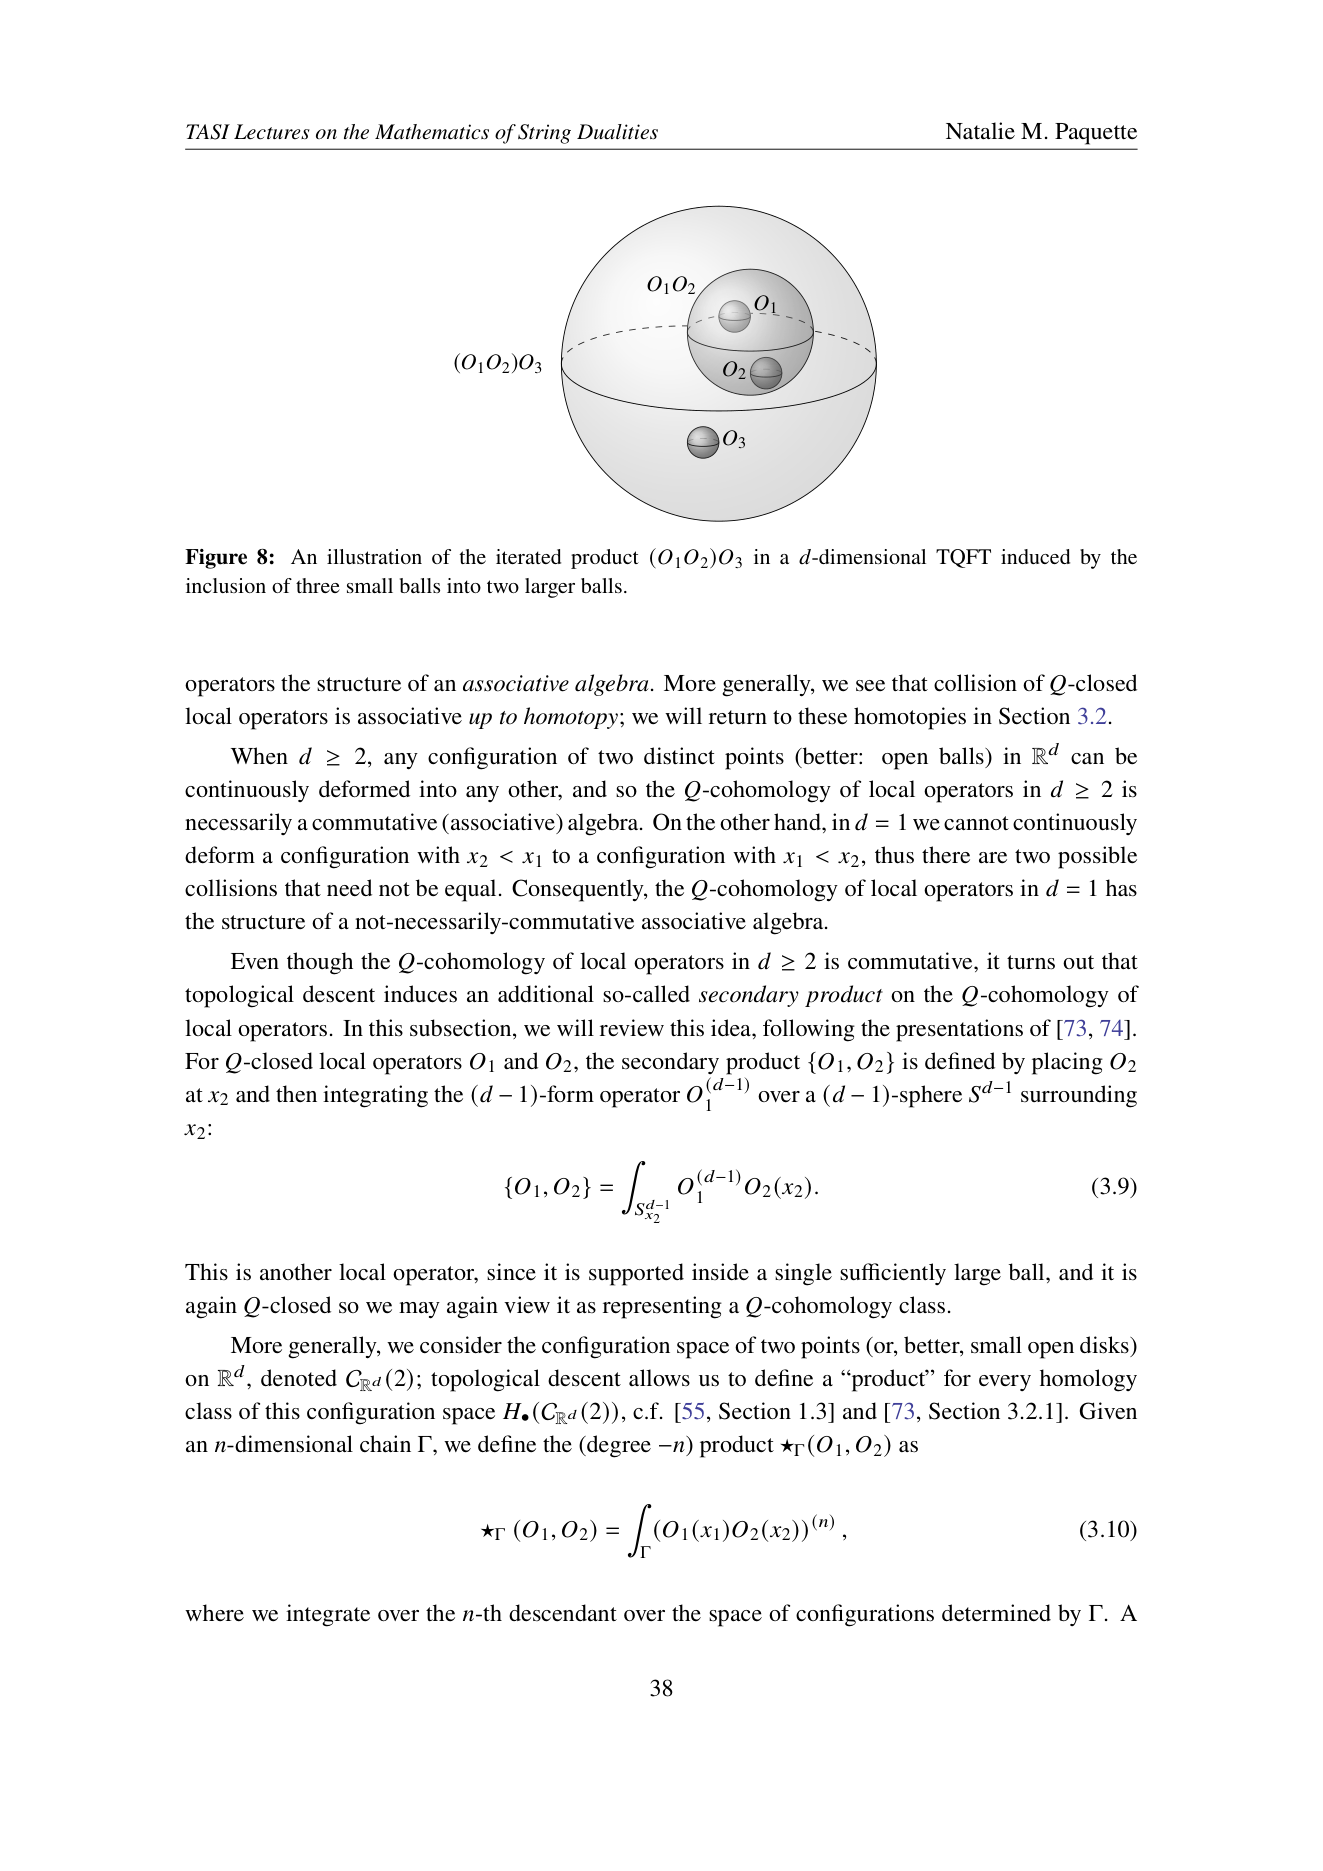 TASI Lectures on the Mathematics of String Dualities Natalie M. Paquette
O₁O₂
O₁
(O₁O₂)O₃
O₂
O₃
Figure 8: An illustration of the iterated product (O₁O₂)O₃ in a d-dimensional TQFT induced by the
inclusion of three small balls into two larger balls.
operators the structure of an associative algebra. More generally, we see that collision of Q-closed
local operators is associative up to homotopy; we will return to these homotopies in Section 3.2.
When d ≥ 2, any configuration of two distinct points (better: open balls) in ℝᵈ can be
continuously deformed into any other, and so the Q-cohomology of local operators in d ≥ 2 is
necessarily a commutative (associative) algebra. On the other hand, in d = 1 we cannot continuously
deform a configuration with x₂ < x₁ to a configuration with x₁ < x₂, thus there are two possible
collisions that need not be equal. Consequently, the Q-cohomology of local operators in d = 1 has
the structure of a not-necessarily-commutative associative algebra.
Even though the Q-cohomology of local operators in d ≥ 2 is commutative, it turns out that
topological descent induces an additional so-called secondary product on the Q-cohomology of
local operators. In this subsection, we will review this idea, following the presentations of [73, 74].
For Q-closed local operators O₁ and O₂, the secondary product {O₁, O₂} is defined by placing O₂
at x₂ and then integrating the (d − 1)-form operator O₁^(d−1) over a (d − 1)-sphere S^{d−1} surrounding
x₂:
{O₁, O₂} = ∫_{S^{d−1}_{x₂}} O₁^(d−1) O₂(x₂). (3.9)
This is another local operator, since it is supported inside a single sufficiently large ball, and it is
again Q-closed so we may again view it as representing a Q-cohomology class.
More generally, we consider the configuration space of two points (or, better, small open disks)
on ℝᵈ, denoted C_{ℝᵈ}(2); topological descent allows us to define a “product” for every homology
class of this configuration space H_•(C_{ℝᵈ}(2)), c.f. [55, Section 1.3] and [73, Section 3.2.1]. Given
an n-dimensional chain Γ, we define the (degree −n) product ★_Γ(O₁, O₂) as
★_Γ (O₁, O₂) = ∫_Γ (O₁(x₁)O₂(x₂))^(n) , (3.10)
where we integrate over the n-th descendant over the space of configurations determined by Γ. A
38